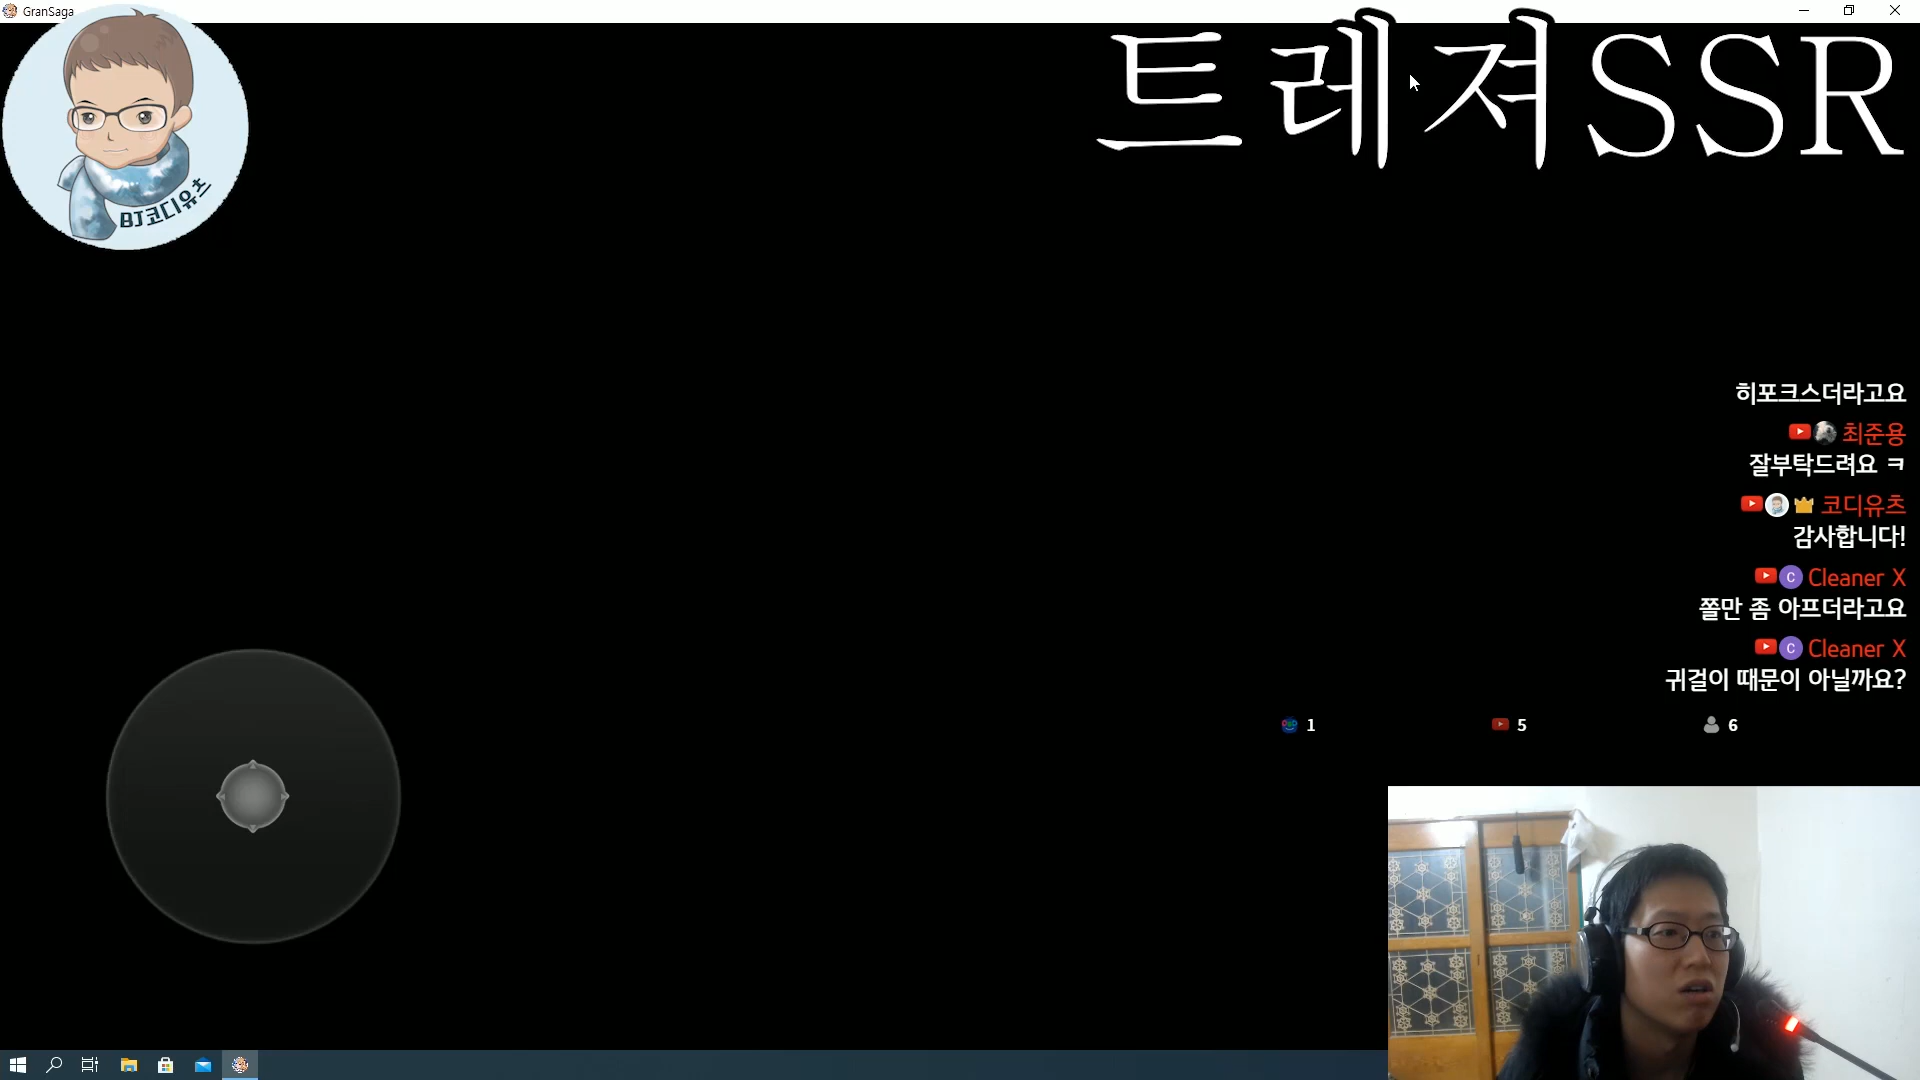 GranSaga
트레져SSR
BJ코디유츠
히포크스더라고요
최준용
잘부탁드려요 ㅋ
코디유츠
감사합니다!
C Cleaner X
쫄만 좀 아프더라고요
C Cleaner X
귀걸이 때문이 아닐까요?
1
5
6